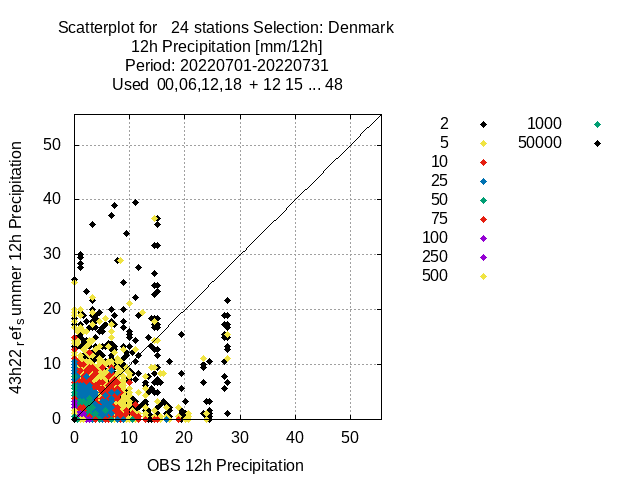 Scatterplot for 24 stations Selection: Denmark
12h Precipitation [mm/12h]
Period: 20220701-20220731
Used 00,06,12,18 + 12 15 ... 48
43h22_ref_summer 12h Precipitation
50
40
30
20
10
0
0 10 20 30 40 50
OBS 12h Precipitation
2
5
10
25
50
75
100
250
500
1000
50000